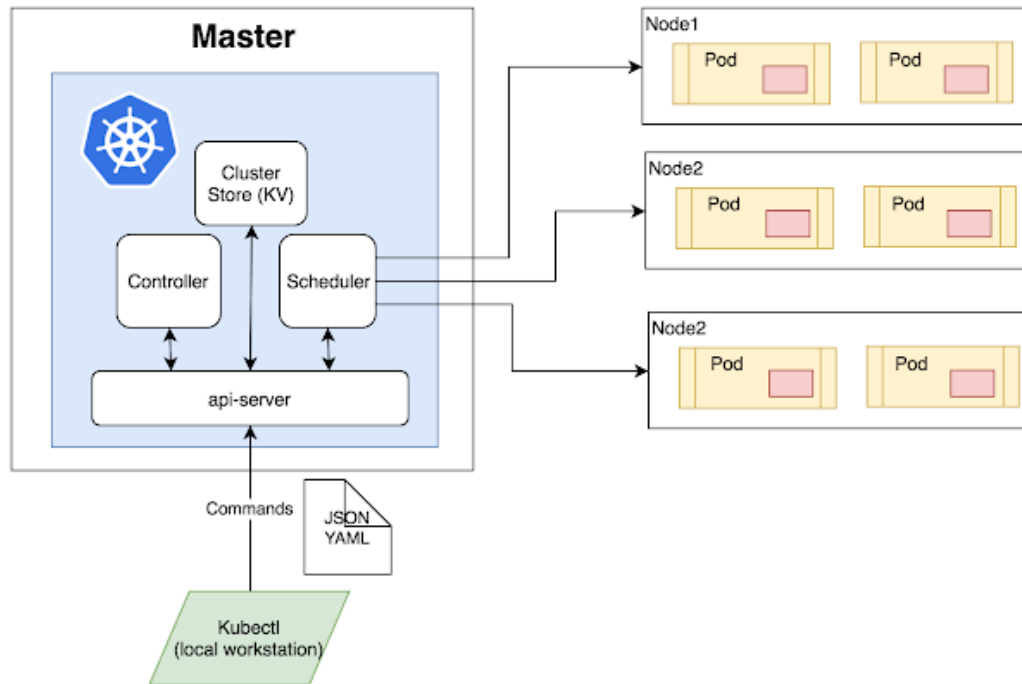 Master
Cluster
Store (KV)
Controller
Scheduler
api-server
Commands
JSON
YAML
Kubectl
(local workstation)
Node1
Pod
Pod
Node2
Pod
Pod
Node2
Pod
Pod